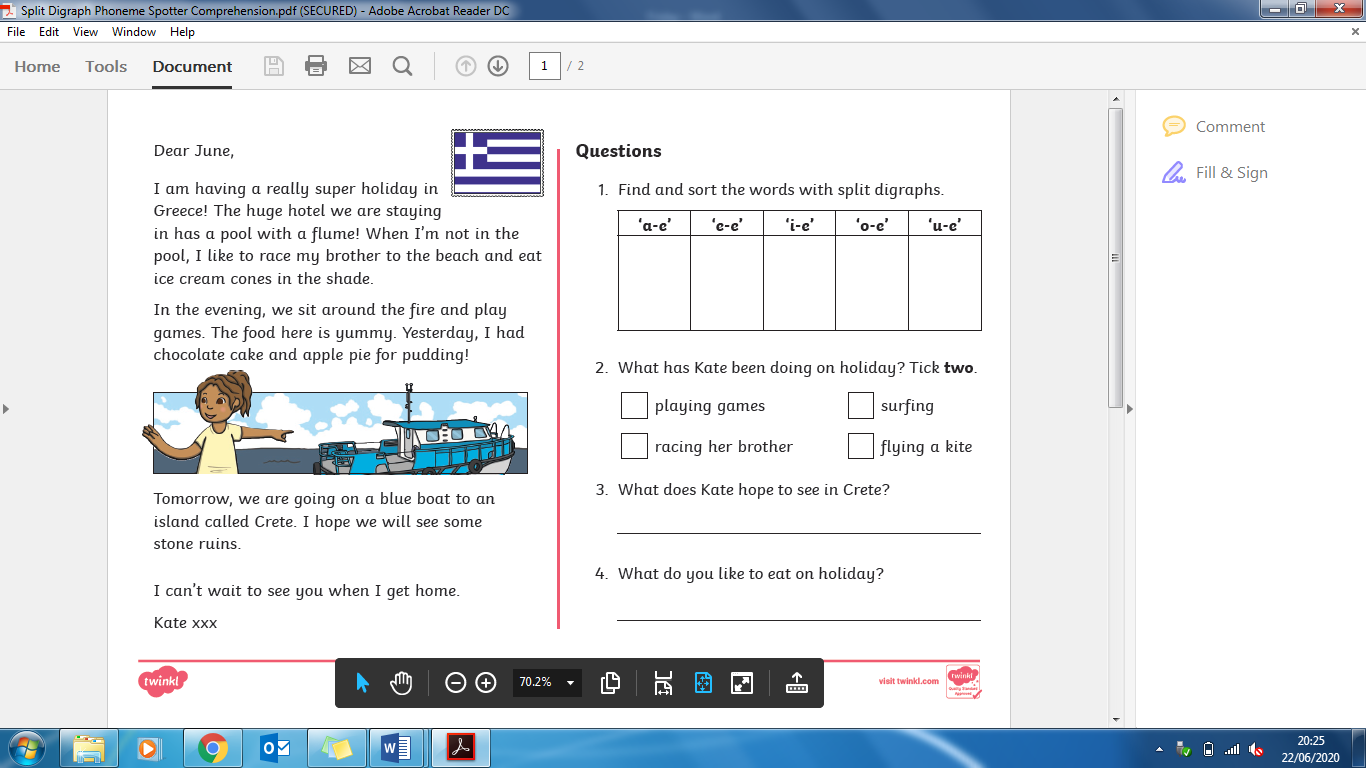 Split Digraph Phoneme Spotter Comprehension.pdf (SECURED) - Adobe Acrobat Reader DC
File Edit View Window Help
Home Tools Document 1 / 2
Comment
Fill & Sign
Dear June,
I am having a really super holiday in
Greece! The huge hotel we are staying
in has a pool with a flume! When I'm not in the
pool, I like to race my brother to the beach and eat
ice cream cones in the shade.
In the evening, we sit around the fire and play
games. The food here is yummy. Yesterday, I had
chocolate cake and apple pie for pudding!
Tomorrow, we are going on a blue boat to an
island called Crete. I hope we will see some
stone ruins.
I can't wait to see you when I get home.
Kate xxx
Questions
1. Find and sort the words with split digraphs.
'a-e' 'e-e' 'i-e' 'o-e' 'u-e'
2. What has Kate been doing on holiday? Tick two.
playing games surfing
racing her brother flying a kite
3. What does Kate hope to see in Crete?
4. What do you like to eat on holiday?
twinkl
70.2%
visit twinkl.com
twinkl
Quality Standard
Approved
20:25
22/06/2020